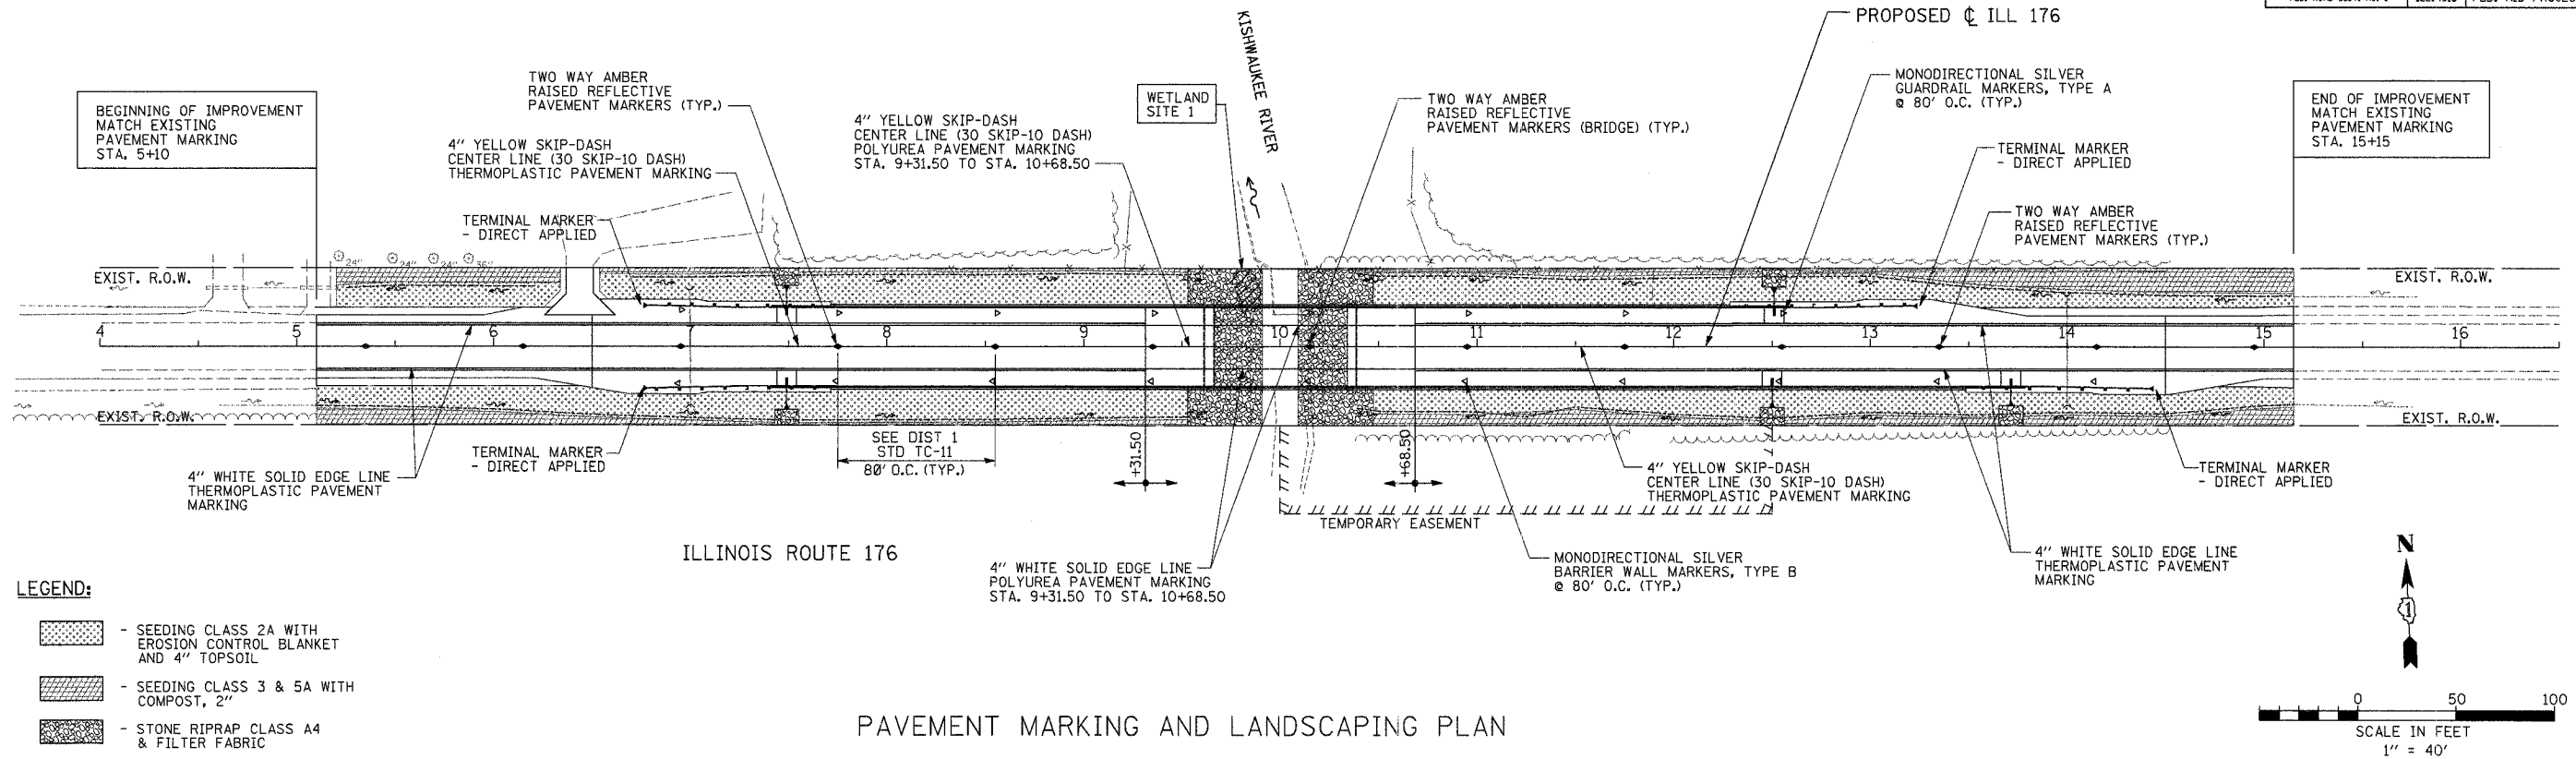 PROPOSED ℄ ILL 176
KISHWAUKEE RIVER
TWO WAY AMBER
RAISED REFLECTIVE
PAVEMENT MARKERS (TYP.)
MONODIRECTIONAL SILVER
GUARDRAIL MARKERS, TYPE A
@ 80' O.C. (TYP.)
BEGINNING OF IMPROVEMENT
MATCH EXISTING
PAVEMENT MARKING
STA. 5+10
WETLAND
SITE 1
TWO WAY AMBER
RAISED REFLECTIVE
PAVEMENT MARKERS (BRIDGE) (TYP.)
END OF IMPROVEMENT
MATCH EXISTING
PAVEMENT MARKING
STA. 15+15
4" YELLOW SKIP-DASH
CENTER LINE (30 SKIP-10 DASH)
THERMOPLASTIC PAVEMENT MARKING
4" YELLOW SKIP-DASH
CENTER LINE (30 SKIP-10 DASH)
POLYUREA PAVEMENT MARKING
STA. 9+31.50 TO STA. 10+68.50
TERMINAL MARKER
- DIRECT APPLIED
TERMINAL MARKER
- DIRECT APPLIED
TWO WAY AMBER
RAISED REFLECTIVE
PAVEMENT MARKERS (TYP.)
24" 24" 24" 36"
EXIST. R.O.W.
EXIST. R.O.W.
4 5 6 7 8 9 10 11 12 13 14 15 16
EXIST. R.O.W.
EXIST. R.O.W.
4" WHITE SOLID EDGE LINE
THERMOPLASTIC PAVEMENT
MARKING
TERMINAL MARKER
- DIRECT APPLIED
SEE DIST 1
STD TC-11
80' O.C. (TYP.)
+31.50
+68.50
4" YELLOW SKIP-DASH
CENTER LINE (30 SKIP-10 DASH)
THERMOPLASTIC PAVEMENT MARKING
TERMINAL MARKER
- DIRECT APPLIED
TEMPORARY EASEMENT
ILLINOIS ROUTE 176
4" WHITE SOLID EDGE LINE
POLYUREA PAVEMENT MARKING
STA. 9+31.50 TO STA. 10+68.50
MONODIRECTIONAL SILVER
BARRIER WALL MARKERS, TYPE B
@ 80' O.C. (TYP.)
4" WHITE SOLID EDGE LINE
THERMOPLASTIC PAVEMENT
MARKING
N
1
LEGEND:
- SEEDING CLASS 2A WITH
EROSION CONTROL BLANKET
AND 4" TOPSOIL
- SEEDING CLASS 3 & 5A WITH
COMPOST, 2"
- STONE RIPRAP CLASS A4
& FILTER FABRIC
PAVEMENT MARKING AND LANDSCAPING PLAN
0 50 100
SCALE IN FEET
1" = 40'